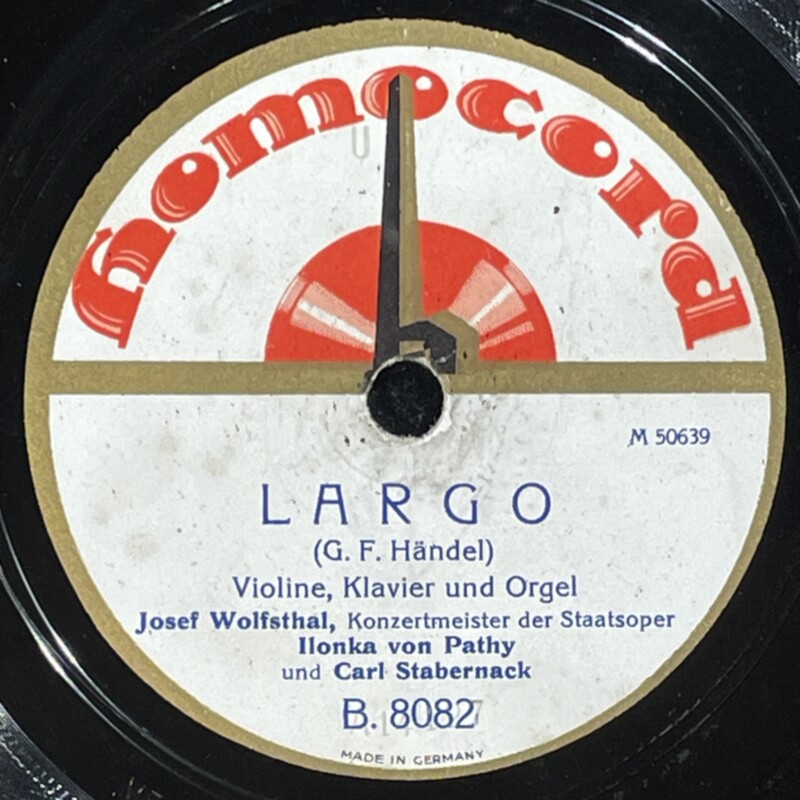 homocord
U
M 50639
LARGO
(G. F. Händel)
Violine, Klavier und Orgel
Josef Wolfsthal, Konzertmeister der Staatsoper
Ilonka von Pathy
und Carl Stabernack
B. 8082
MADE IN GERMANY